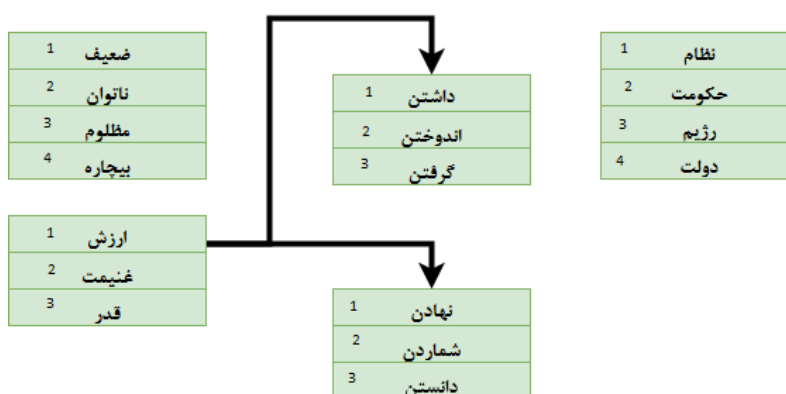 1 ضعیف
2 ناتوان
3 مظلوم
4 بیچاره
1 ارزش
2 غنیمت
3 قدر
1 داشتن
2 اندوختن
3 گرفتن
1 نهادن
2 شماردن
3 دانستن
1 نظام
2 حکومت
3 رژیم
4 دولت